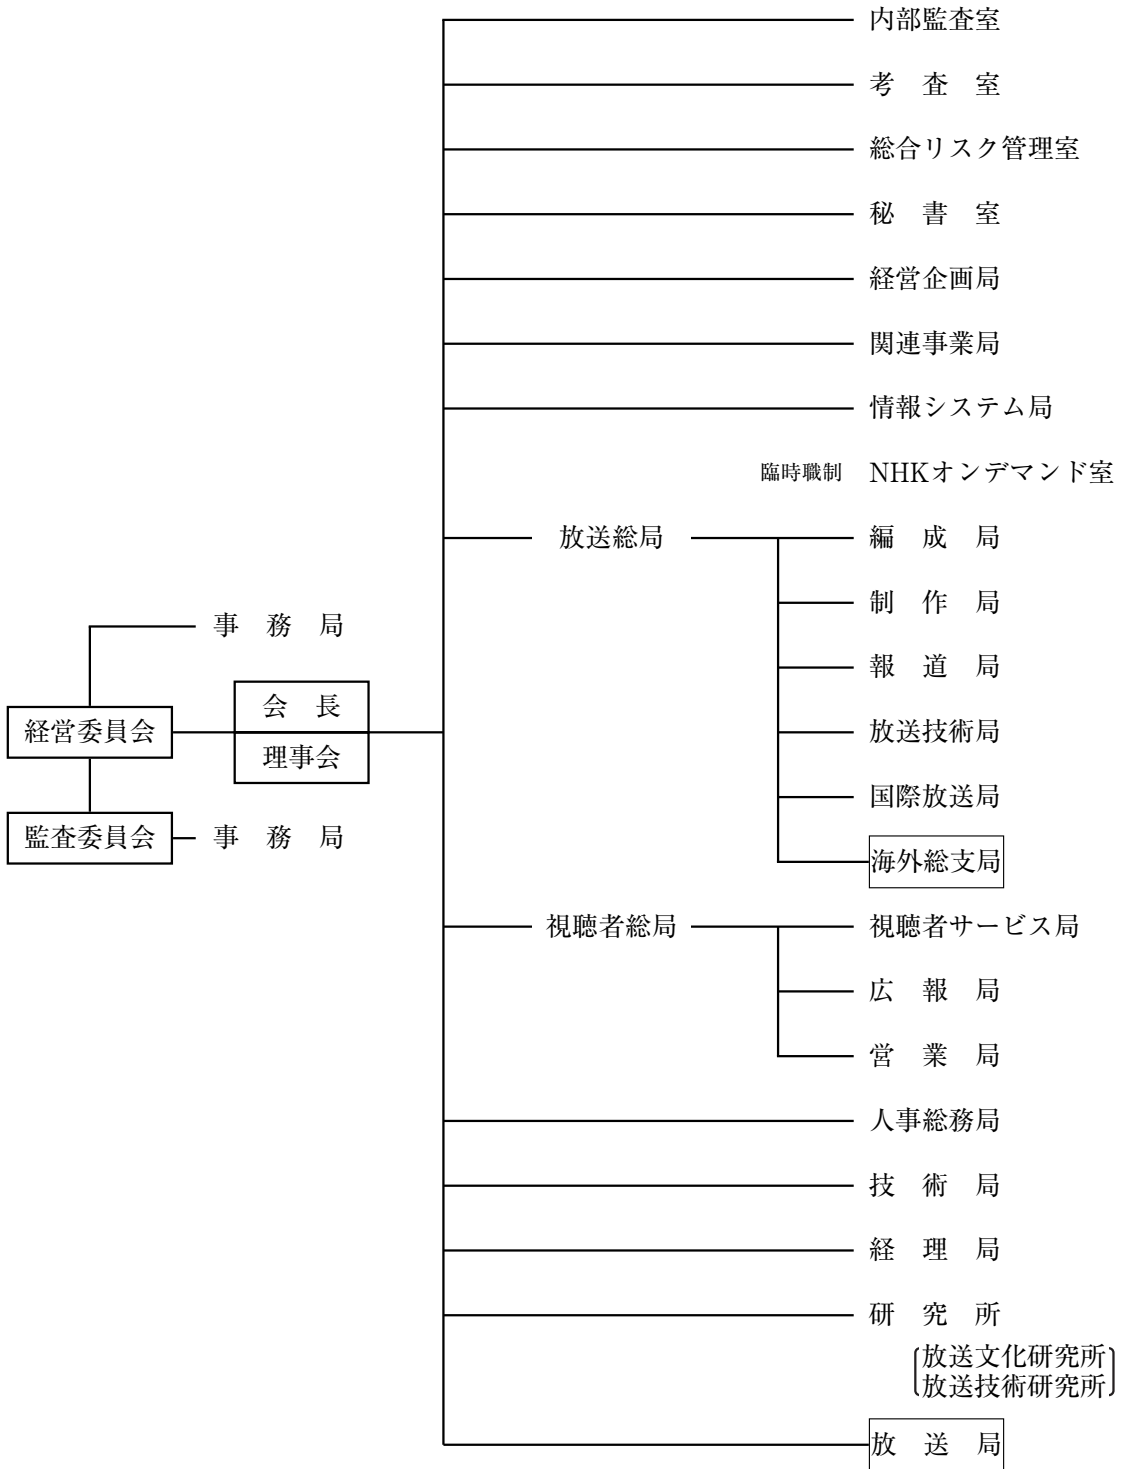 内部監査室
考　査　室
総合リスク管理室
秘　書　室
経営企画局
関連事業局
情報システム局
臨時職制　NHKオンデマンド室
放送総局　編　成　局
制　作　局
事　務　局
報　道　局
会　長
経営委員会　放送技術局
理事会
国際放送局
監査委員会　事　務　局
海外総支局
視聴者総局　視聴者サービス局
広　報　局
営　業　局
人事総務局
技　術　局
経　理　局
研　究　所
放送文化研究所
放送技術研究所
放　送　局